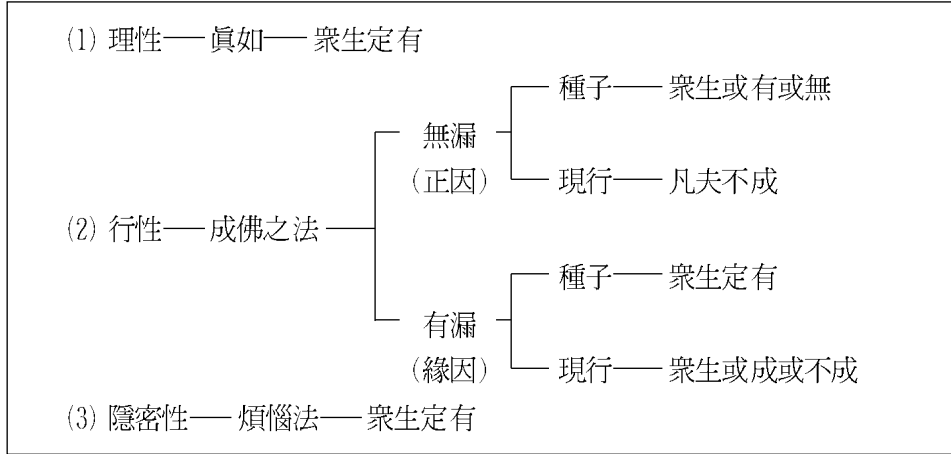 (1) 理性── 眞如── 衆生定有
種子── 衆生或有或無
無漏
(正因)
現行── 凡夫不成
(2) 行性── 成佛之法
種子── 衆生定有
有漏
(緣因)
現行── 衆生或成或不成
(3) 隱密性── 煩惱法── 衆生定有